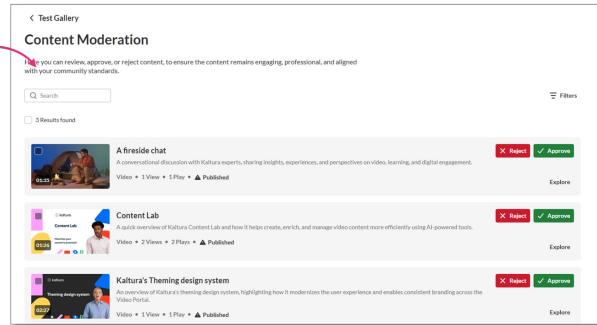 < Test Gallery
Content Moderation
Here you can review, approve, or reject content, to ensure the content remains engaging, professional, and aligned
with your community standards.
Search
Filters
3 Results found
A fireside chat
Reject
Approve
A conversational discussion with Kaltura experts, sharing insights, experiences, and perspectives on video, learning, and digital engagement.
Video • 1 View • 1 Play • Published
01:35
Explore
kaltura
Content Lab
Content Lab
Reject
Approve
A quick overview of Kaltura Content Lab and how it helps create, enrich, and manage video content more efficiently using AI-powered tools.
Video • 2 Views • 2 Plays • Published
01:26
Explore
kaltura
Theming design system
Kaltura's Theming design system
Reject
Approve
An overview of Kaltura's theming design system, highlighting how it modernizes the user experience and enables consistent branding across the
Video Portal.
Video • 1 View • 1 Play • Published
02:27
Explore